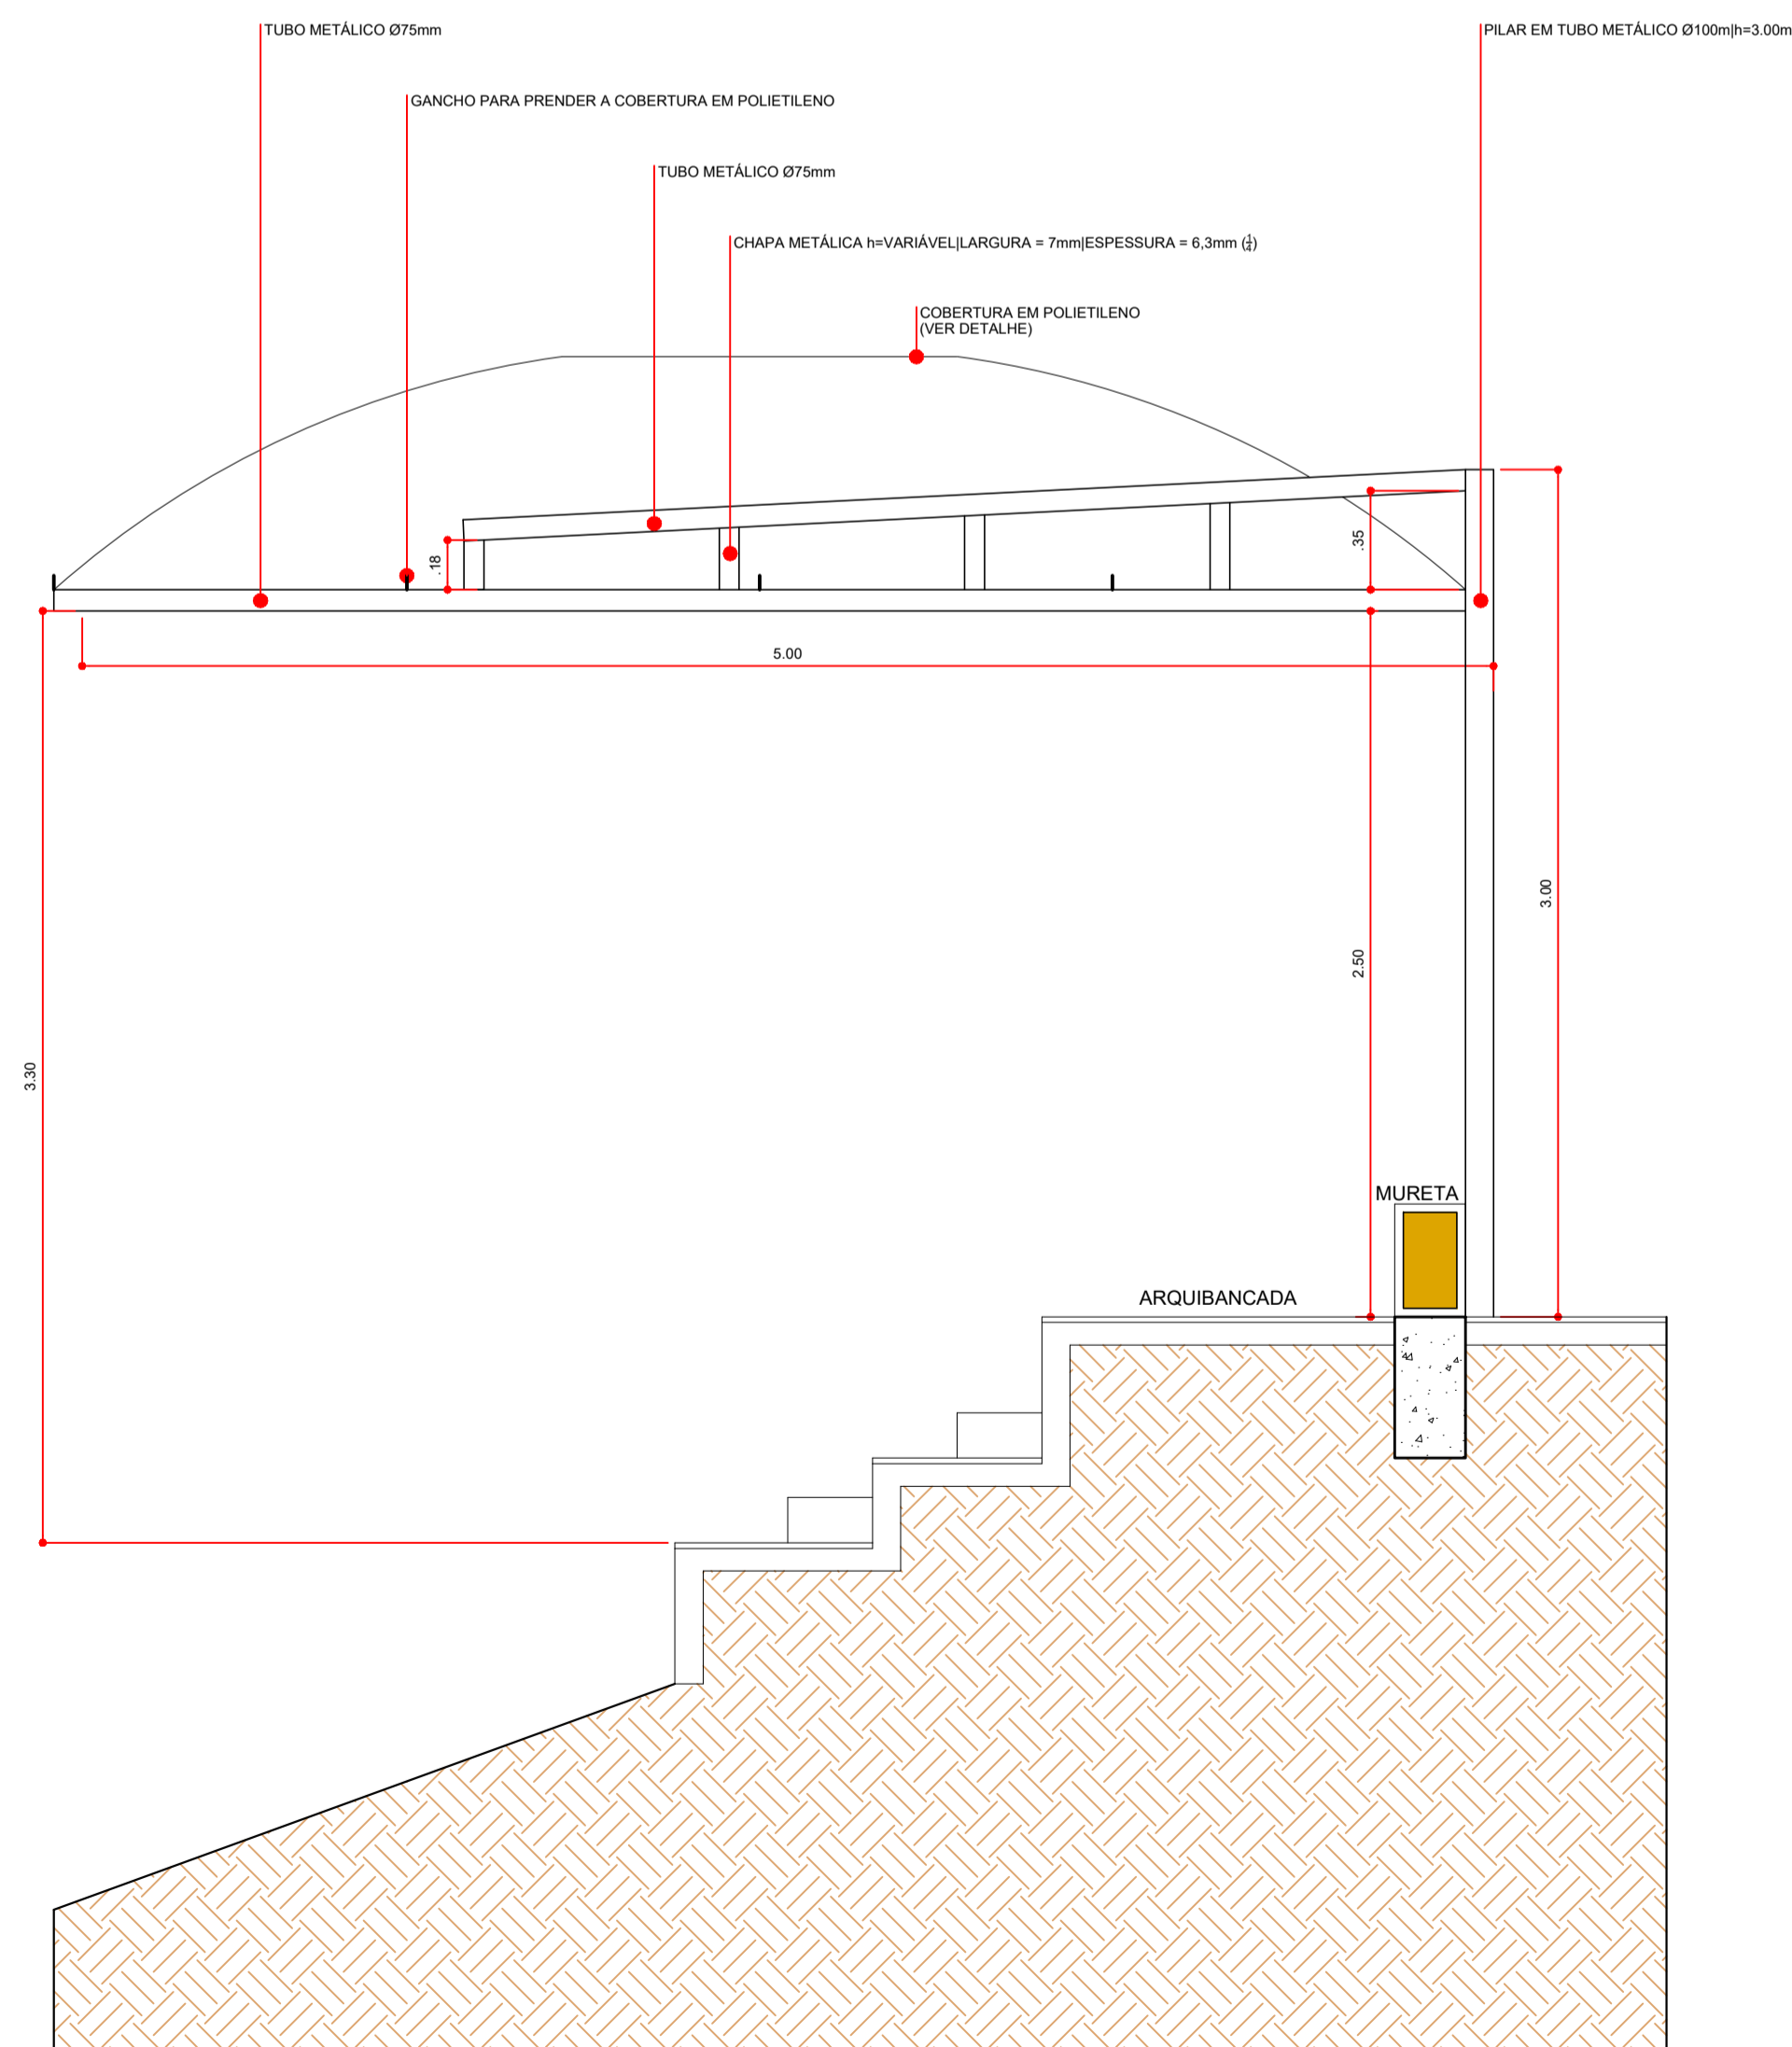 TUBO METÁLICO Ø75mm
PILAR EM TUBO METÁLICO Ø100m|h=3.00m
GANCHO PARA PRENDER A COBERTURA EM POLIETILENO
TUBO METÁLICO Ø75mm
CHAPA METÁLICA h=VARIÁVEL|LARGURA = 7mm|ESPESSURA = 6,3mm (1/4)
COBERTURA EM POLIETILENO
(VER DETALHE)
.18
.35
5.00
3.00
2.50
3.30
MURETA
ARQUIBANCADA